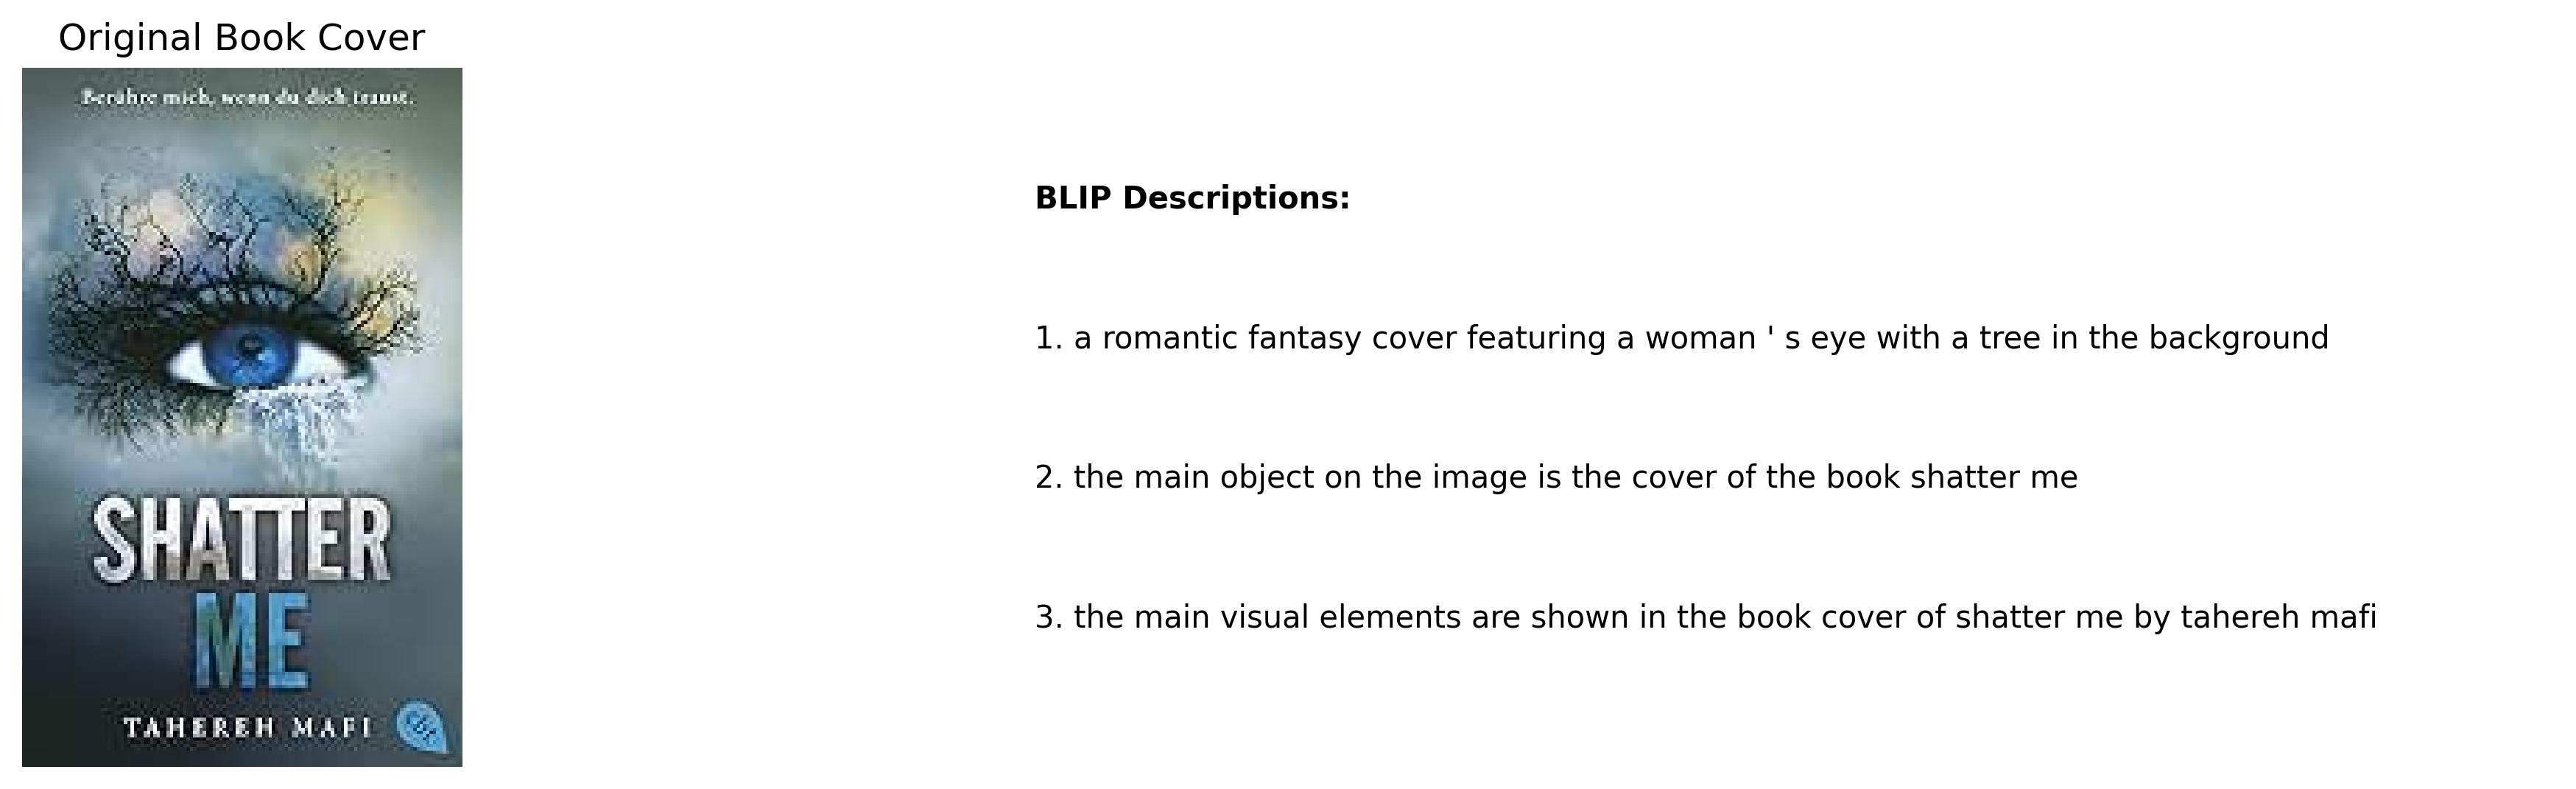 Original Book Cover
Berühre mich, wenn du dich traust.
SHATTER
ME
TAHEREH MAFI
cbt
BLIP Descriptions:
1. a romantic fantasy cover featuring a woman ' s eye with a tree in the background
2. the main object on the image is the cover of the book shatter me
3. the main visual elements are shown in the book cover of shatter me by tahereh mafi